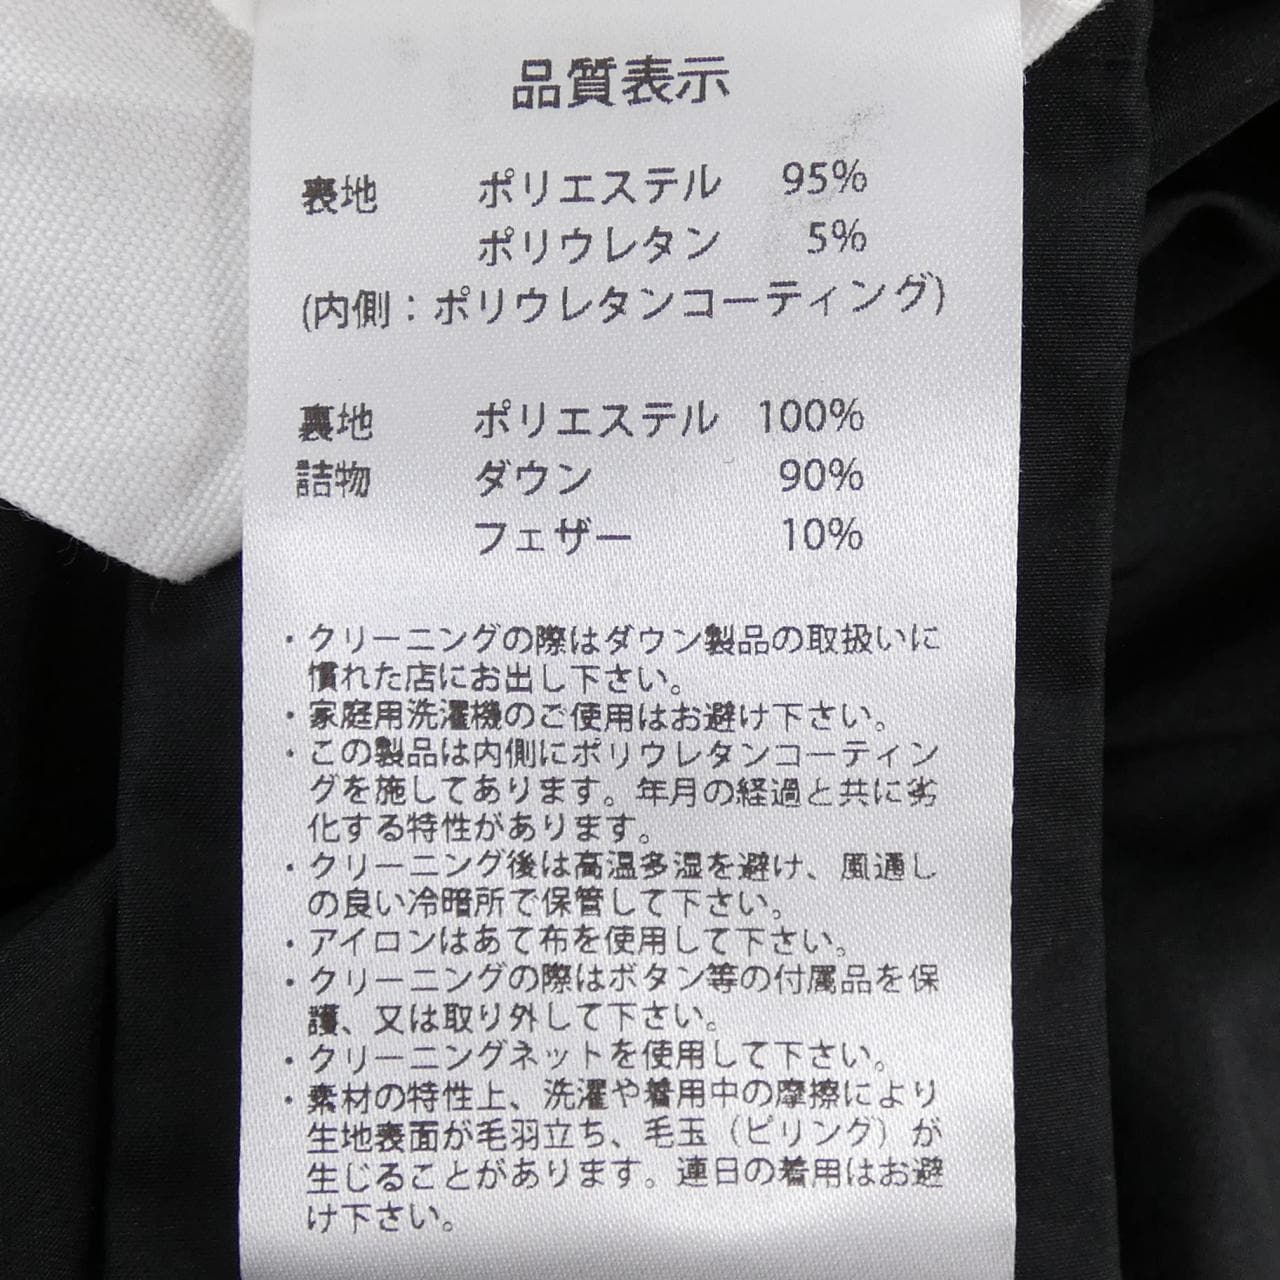 品質表示
表地 ポリエステル 95%
ポリウレタン 5%
(内側：ポリウレタンコーティング)
裏地 ポリエステル 100%
詰物 ダウン 90%
フェザー 10%
・クリーニングの際はダウン製品の取扱いに
慣れた店にお出し下さい。
・家庭用洗濯機のご使用はお避け下さい。
・この製品は内側にポリウレタンコーティン
グを施してあります。年月の経過と共に劣
化する特性があります。
・クリーニング後は高温多湿を避け、風通し
の良い冷暗所で保管して下さい。
・アイロンはあて布を使用して下さい。
・クリーニングの際はボタン等の付属品を保
護、又は取り外して下さい。
・クリーニングネットを使用して下さい。
・素材の特性上、洗濯や着用中の摩擦により
生地表面が毛羽立ち、毛玉（ピリング）が
生じることがあります。連日の着用はお避
け下さい。